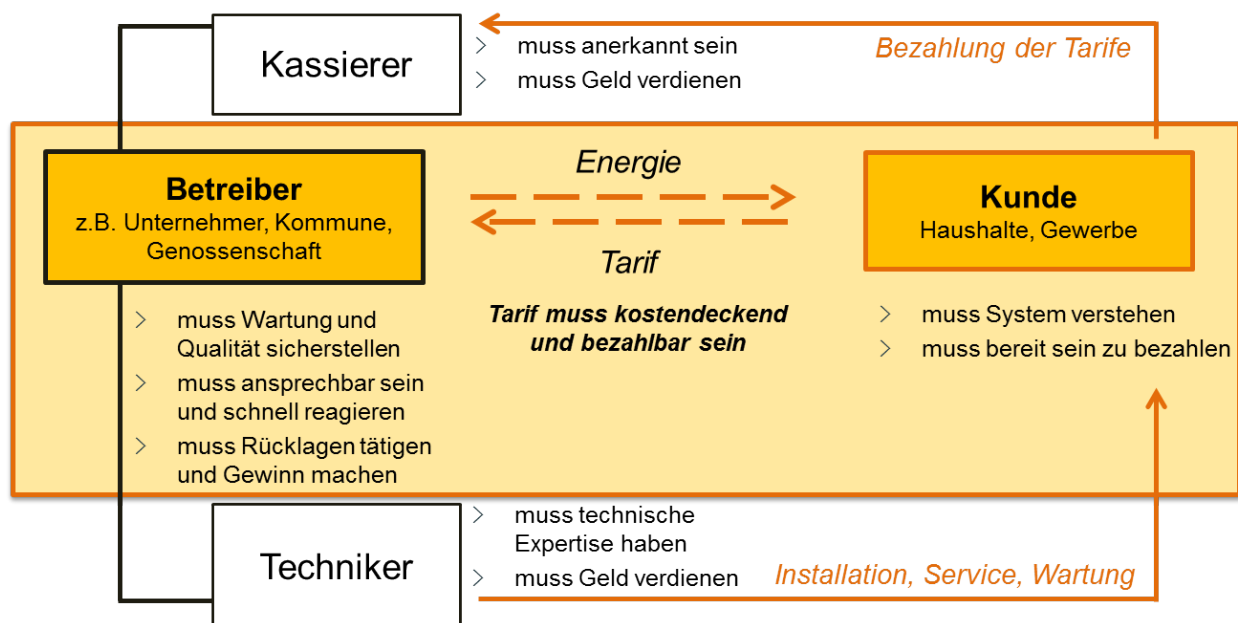 Kassierer
> muss anerkannt sein
> muss Geld verdienen
Bezahlung der Tarife
Betreiber
z.B. Unternehmer, Kommune,
Genossenschaft
Energie
Tarif
Tarif muss kostendeckend
und bezahlbar sein
Kunde
Haushalte, Gewerbe
> muss Wartung und
Qualität sicherstellen
> muss ansprechbar sein
und schnell reagieren
> muss Rücklagen tätigen
und Gewinn machen
> muss System verstehen
> muss bereit sein zu bezahlen
Techniker
> muss technische
Expertise haben
> muss Geld verdienen
Installation, Service, Wartung